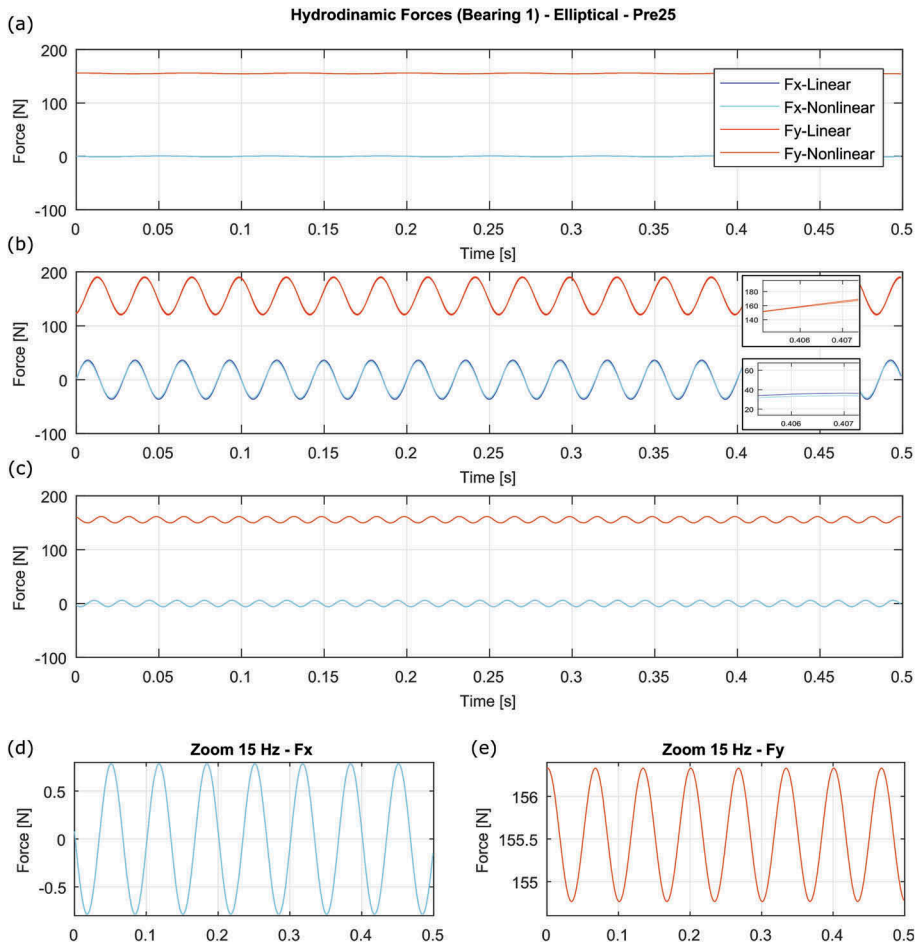 Hydrodinamic Forces (Bearing 1) - Elliptical - Pre25
(a)
200
100
0
-100
Force [N]
Fx-Linear
Fx-Nonlinear
Fy-Linear
Fy-Nonlinear
0 0.05 0.1 0.15 0.2 0.25 0.3 0.35 0.4 0.45 0.5
Time [s]
(b)
200
100
0
-100
Force [N]
180
160
140
0.406 0.407
60
40
20
0.406 0.407
0 0.05 0.1 0.15 0.2 0.25 0.3 0.35 0.4 0.45 0.5
Time [s]
(c)
200
100
0
-100
Force [N]
0 0.05 0.1 0.15 0.2 0.25 0.3 0.35 0.4 0.45 0.5
Time [s]
(d)
Zoom 15 Hz - Fx
0.5
0
-0.5
Force [N]
0 0.1 0.2 0.3 0.4 0.5
(e)
Zoom 15 Hz - Fy
156
155.5
155
Force [N]
0 0.1 0.2 0.3 0.4 0.5